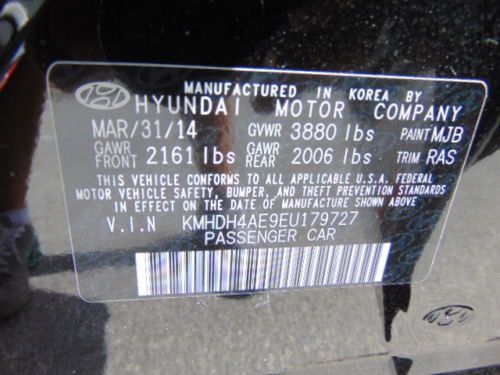 MANUFACTURED IN KOREA BY
HYUNDAI MOTOR COMPANY
MAR/31/14 GVWR 3880 lbs PAINT MJB
GAWR FRONT 2161 lbs GAWR REAR 2006 lbs TRIM RAS
THIS VEHICLE CONFORMS TO ALL APPLICABLE U.S.A. FEDERAL
MOTOR VEHICLE SAFETY, BUMPER, AND THEFT PREVENTION STANDARDS
IN EFFECT ON THE DATE OF MANUFACTURE SHOWN ABOVE.
V.I.N KMHDH4AE9EU179727
PASSENGER CAR